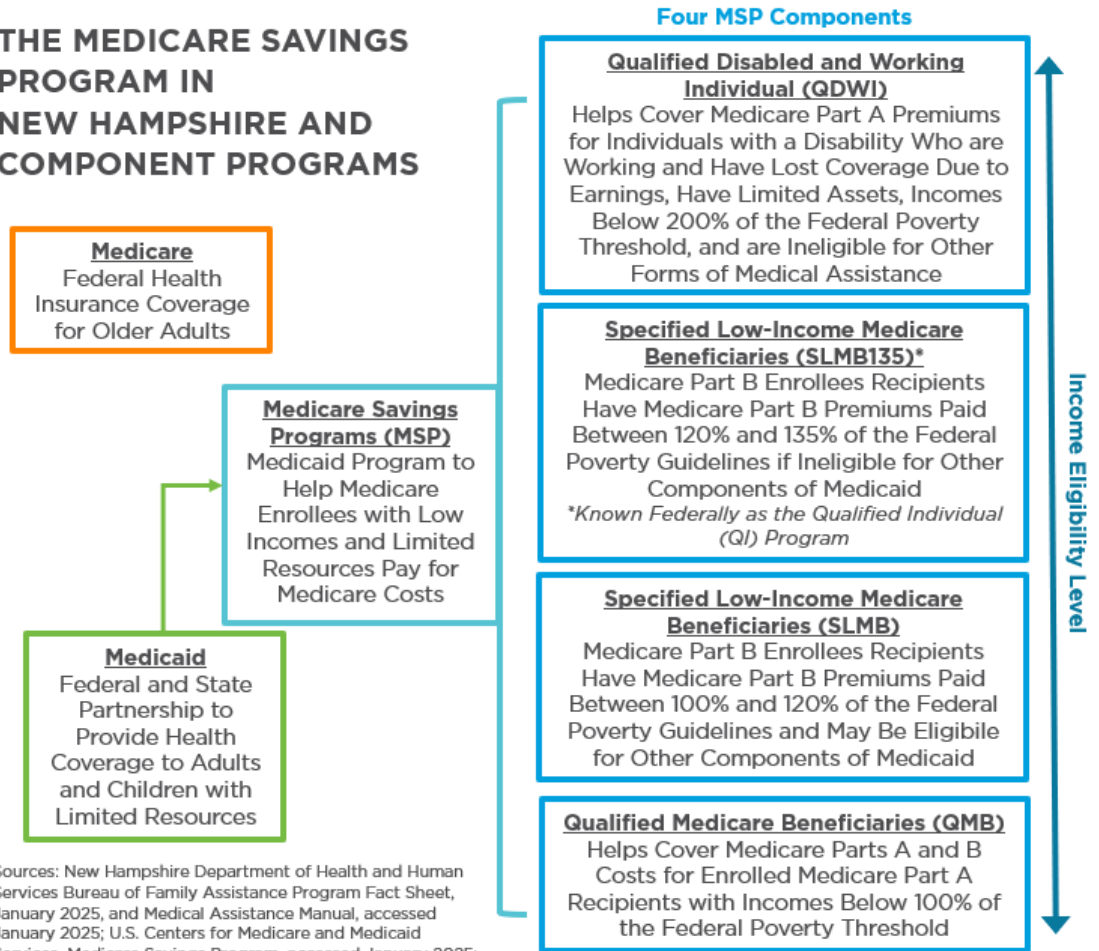 THE MEDICARE SAVINGS
PROGRAM IN
NEW HAMPSHIRE AND
COMPONENT PROGRAMS
Medicare
Federal Health
Insurance Coverage
for Older Adults
Medicare Savings
Programs (MSP)
Medicaid Program to
Help Medicare
Enrollees with Low
Incomes and Limited
Resources Pay for
Medicare Costs
Medicaid
Federal and State
Partnership to
Provide Health
Coverage to Adults
and Children with
Limited Resources
Four MSP Components
Qualified Disabled and Working
Individual (QDWI)
Helps Cover Medicare Part A Premiums
for Individuals with a Disability Who are
Working and Have Lost Coverage Due to
Earnings, Have Limited Assets, Incomes
Below 200% of the Federal Poverty
Threshold, and are Ineligible for Other
Forms of Medical Assistance
Specified Low-Income Medicare
Beneficiaries (SLMB135)*
Medicare Part B Enrollees Recipients
Have Medicare Part B Premiums Paid
Between 120% and 135% of the Federal
Poverty Guidelines if Ineligible for Other
Components of Medicaid
*Known Federally as the Qualified Individual
(QI) Program
Specified Low-Income Medicare
Beneficiaries (SLMB)
Medicare Part B Enrollees Recipients
Have Medicare Part B Premiums Paid
Between 100% and 120% of the Federal
Poverty Guidelines and May Be Eligibile
for Other Components of Medicaid
Qualified Medicare Beneficiaries (QMB)
Helps Cover Medicare Parts A and B
Costs for Enrolled Medicare Part A
Recipients with Incomes Below 100% of
the Federal Poverty Threshold
Income Eligibility Level
Sources: New Hampshire Department of Health and Human
Services Bureau of Family Assistance Program Fact Sheet,
January 2025, and Medical Assistance Manual, accessed
January 2025; U.S. Centers for Medicare and Medicaid
Services, Medicare Savings Program, accessed January 2025;